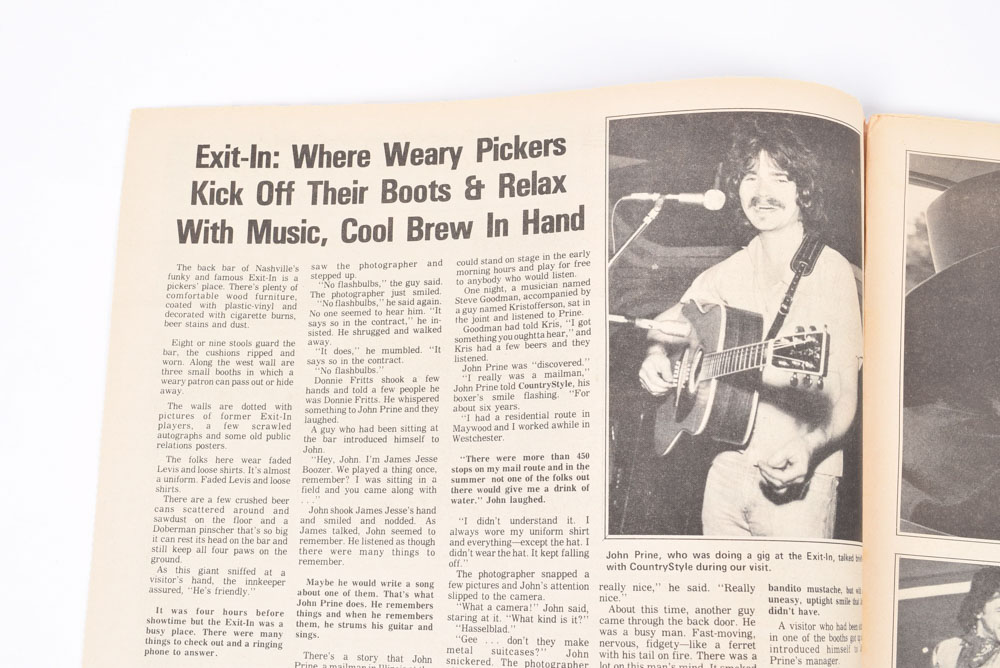 Exit-In: Where Weary Pickers
Kick Off Their Boots & Relax
With Music, Cool Brew In Hand
The back bar of Nashville's
funky and famous Exit-In is a
pickers' place. There's plenty of
comfortable wood furniture,
coated with plastic-vinyl and
decorated with cigarette burns,
beer stains and dust.
Eight or nine stools guard the
bar, the cushions ripped and
worn. Along the west wall are
three small booths in which a
weary patron can pass out or hide
away.
The walls are dotted with
pictures of former Exit-In
players, a few scrawled
autographs and some old public
relations posters.
The folks here wear faded
Levis and loose shirts. It's almost
a uniform. Faded Levis and loose
shirts.
There are a few crushed beer
cans scattered around and
sawdust on the floor and a
Doberman pinscher that's so big
it can rest its head on the bar and
still keep all four paws on the
ground.
As this giant sniffed at a
visitor's hand, the innkeeper
assured, "He's friendly."
It was four hours before
showtime but the Exit-In was a
busy place. There were many
things to check out and a ringing
phone to answer.
saw the photographer and
stepped up.
"No flashbulbs," the guy said.
The photographer just smiled.
"No flashbulbs," he said again.
No one seemed to hear him. "It
says so in the contract," he in-
sisted. He shrugged and walked
away.
"It does," he mumbled. "It
says so in the contract.
"No flashbulbs."
Donnie Fritts shook a few
hands and told a few people he
was Donnie Fritts. He whispered
something to John Prine and they
laughed.
A guy who had been sitting at
the bar introduced himself to
John.
"Hey, John. I'm James Jesse
Boozer. We played a thing once,
remember? I was sitting in a
field and you came along with
. . ."
John shook James Jesse's hand
and smiled and nodded. As
James talked, John seemed to
remember. He listened as though
there were many things to
remember.
Maybe he would write a song
about one of them. That's what
John Prine does. He remembers
things and when he remembers
them, he strums his guitar and
sings.
There's a story that John
Prine, a mailman in
could stand on stage in the early
morning hours and play for free
to anybody who would listen.
One night, a musician named
Steve Goodman, accompanied by
a guy named Kristofferson, sat in
the joint and listened to Prine.
Goodman had told Kris, "I got
something you oughtta hear," and
Kris had a few beers and they
listened.
John Prine was "discovered."
"I really was a mailman,"
John Prine told CountryStyle, his
boxer's smile flashing. "For
about six years.
"I had a residential route in
Maywood and I worked awhile in
Westchester.
"There were more than 450
stops on my mail route and in the
summer not one of the folks out
there would give me a drink of
water." John laughed.
"I didn't understand it. I
always wore my uniform shirt
and everything—except the hat. I
didn't wear the hat. It kept falling
off."
The photographer snapped a
few pictures and John's attention
slipped to the camera.
"What a camera!" John said,
staring at it. "What kind is it?"
"Hasselblad."
"Gee . . . don't they make
metal suitcases?" John
snickered. The photographer
John Prine, who was doing a gig at the Exit-In, talked
with CountryStyle during our visit.
really nice," he said. "Really
nice."
About this time, another guy
came through the back door. He
was a busy man. Fast-moving,
nervous, fidgety—like a ferret
with his tail on fire. There was a
lot on this man's mind. It
bandito mustache, but
uneasy, uptight smile
didn't have.
A visitor who had been
in one of the booths
introduced himself
Prine's manager.